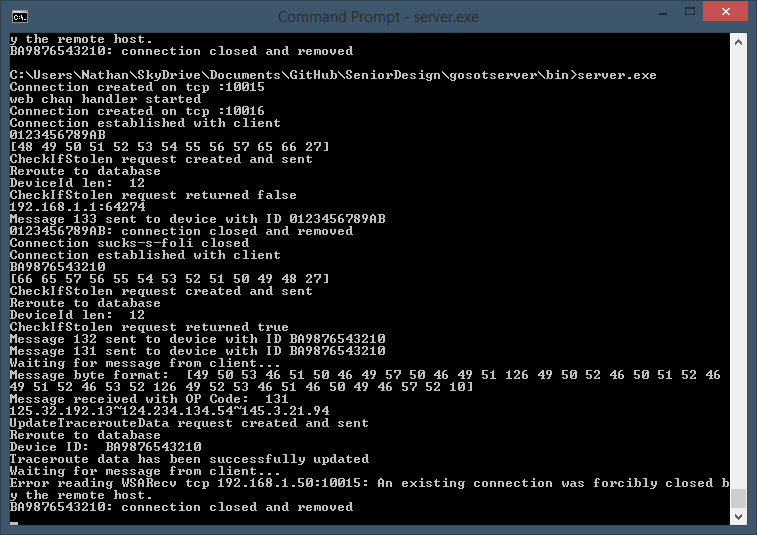 Command Prompt - server.exe
y the remote host.
BA9876543210: connection closed and removed
C:\Users\Nathan\SkyDrive\Documents\GitHub\SeniorDesign\gosotserver\bin>server.exe
Connection created on tcp :10015
web chan handler started
Connection created on tcp :10016
Connection established with client
0123456789AB
[48 49 50 51 52 53 54 55 56 57 65 66 27]
CheckIfStolen request created and sent
Reroute to database
DeviceId len:  12
CheckIfStolen request returned false
192.168.1.1:64274
Message 133 sent to device with ID 0123456789AB
0123456789AB: connection closed and removed
Connection sucks-s-foli closed
Connection established with client
BA9876543210
[66 65 57 56 55 54 53 52 51 50 49 48 27]
CheckIfStolen request created and sent
Reroute to database
DeviceId len:  12
CheckIfStolen request returned true
Message 132 sent to device with ID BA9876543210
Message 131 sent to device with ID BA9876543210
Waiting for message from client...
Message byte format:  [49 50 53 46 51 50 46 49 57 50 46 49 51 126 49 50 52 46 50 51 52 46
49 51 52 46 53 52 126 49 52 53 46 51 46 50 49 46 57 52 10]
Message received with OP Code:  131
125.32.192.13~124.234.134.54~145.3.21.94
UpdateTracerouteData request created and sent
Reroute to database
Device ID:  BA9876543210
Traceroute data has been successfully updated
Waiting for message from client...
Error reading WSARecv tcp 192.168.1.50:10015: An existing connection was forcibly closed b
y the remote host.
BA9876543210: connection closed and removed